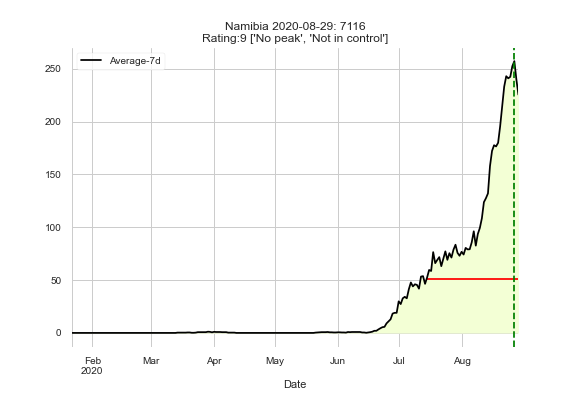 Namibia 2020-08-29: 7116
Rating:9 ['No peak', 'Not in control']
Average-7d
250
200
150
100
50
0
Feb Mar Apr May Jun Jul Aug
2020
Date